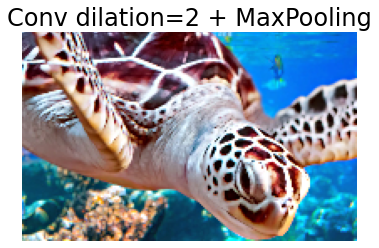 Conv dilation=2 + MaxPooling